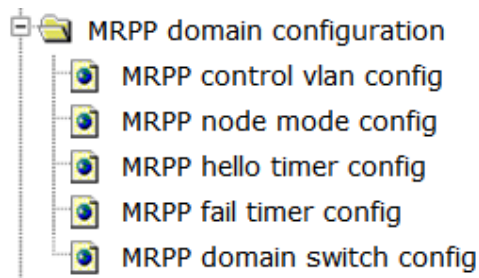 MRPP domain configuration
MRPP control vlan config
MRPP node mode config
MRPP hello timer config
MRPP fail timer config
MRPP domain switch config